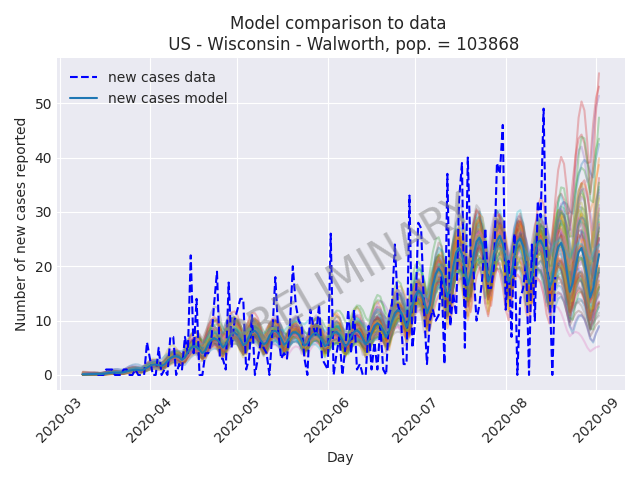 Model comparison to data
US - Wisconsin - Walworth, pop. = 103868
new cases data
new cases model
PRELIMINARY
Number of new cases reported
50
40
30
20
10
0
2020-03
2020-04
2020-05
2020-06
2020-07
2020-08
2020-09
Day